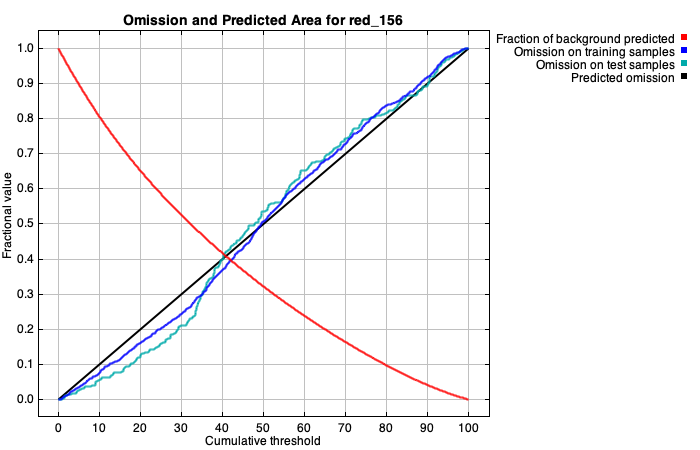 Omission and Predicted Area for red_156
Fraction of background predicted
Omission on training samples
Omission on test samples
Predicted omission
Fractional value
1.0
0.9
0.8
0.7
0.6
0.5
0.4
0.3
0.2
0.1
0.0
0 10 20 30 40 50 60 70 80 90 100
Cumulative threshold